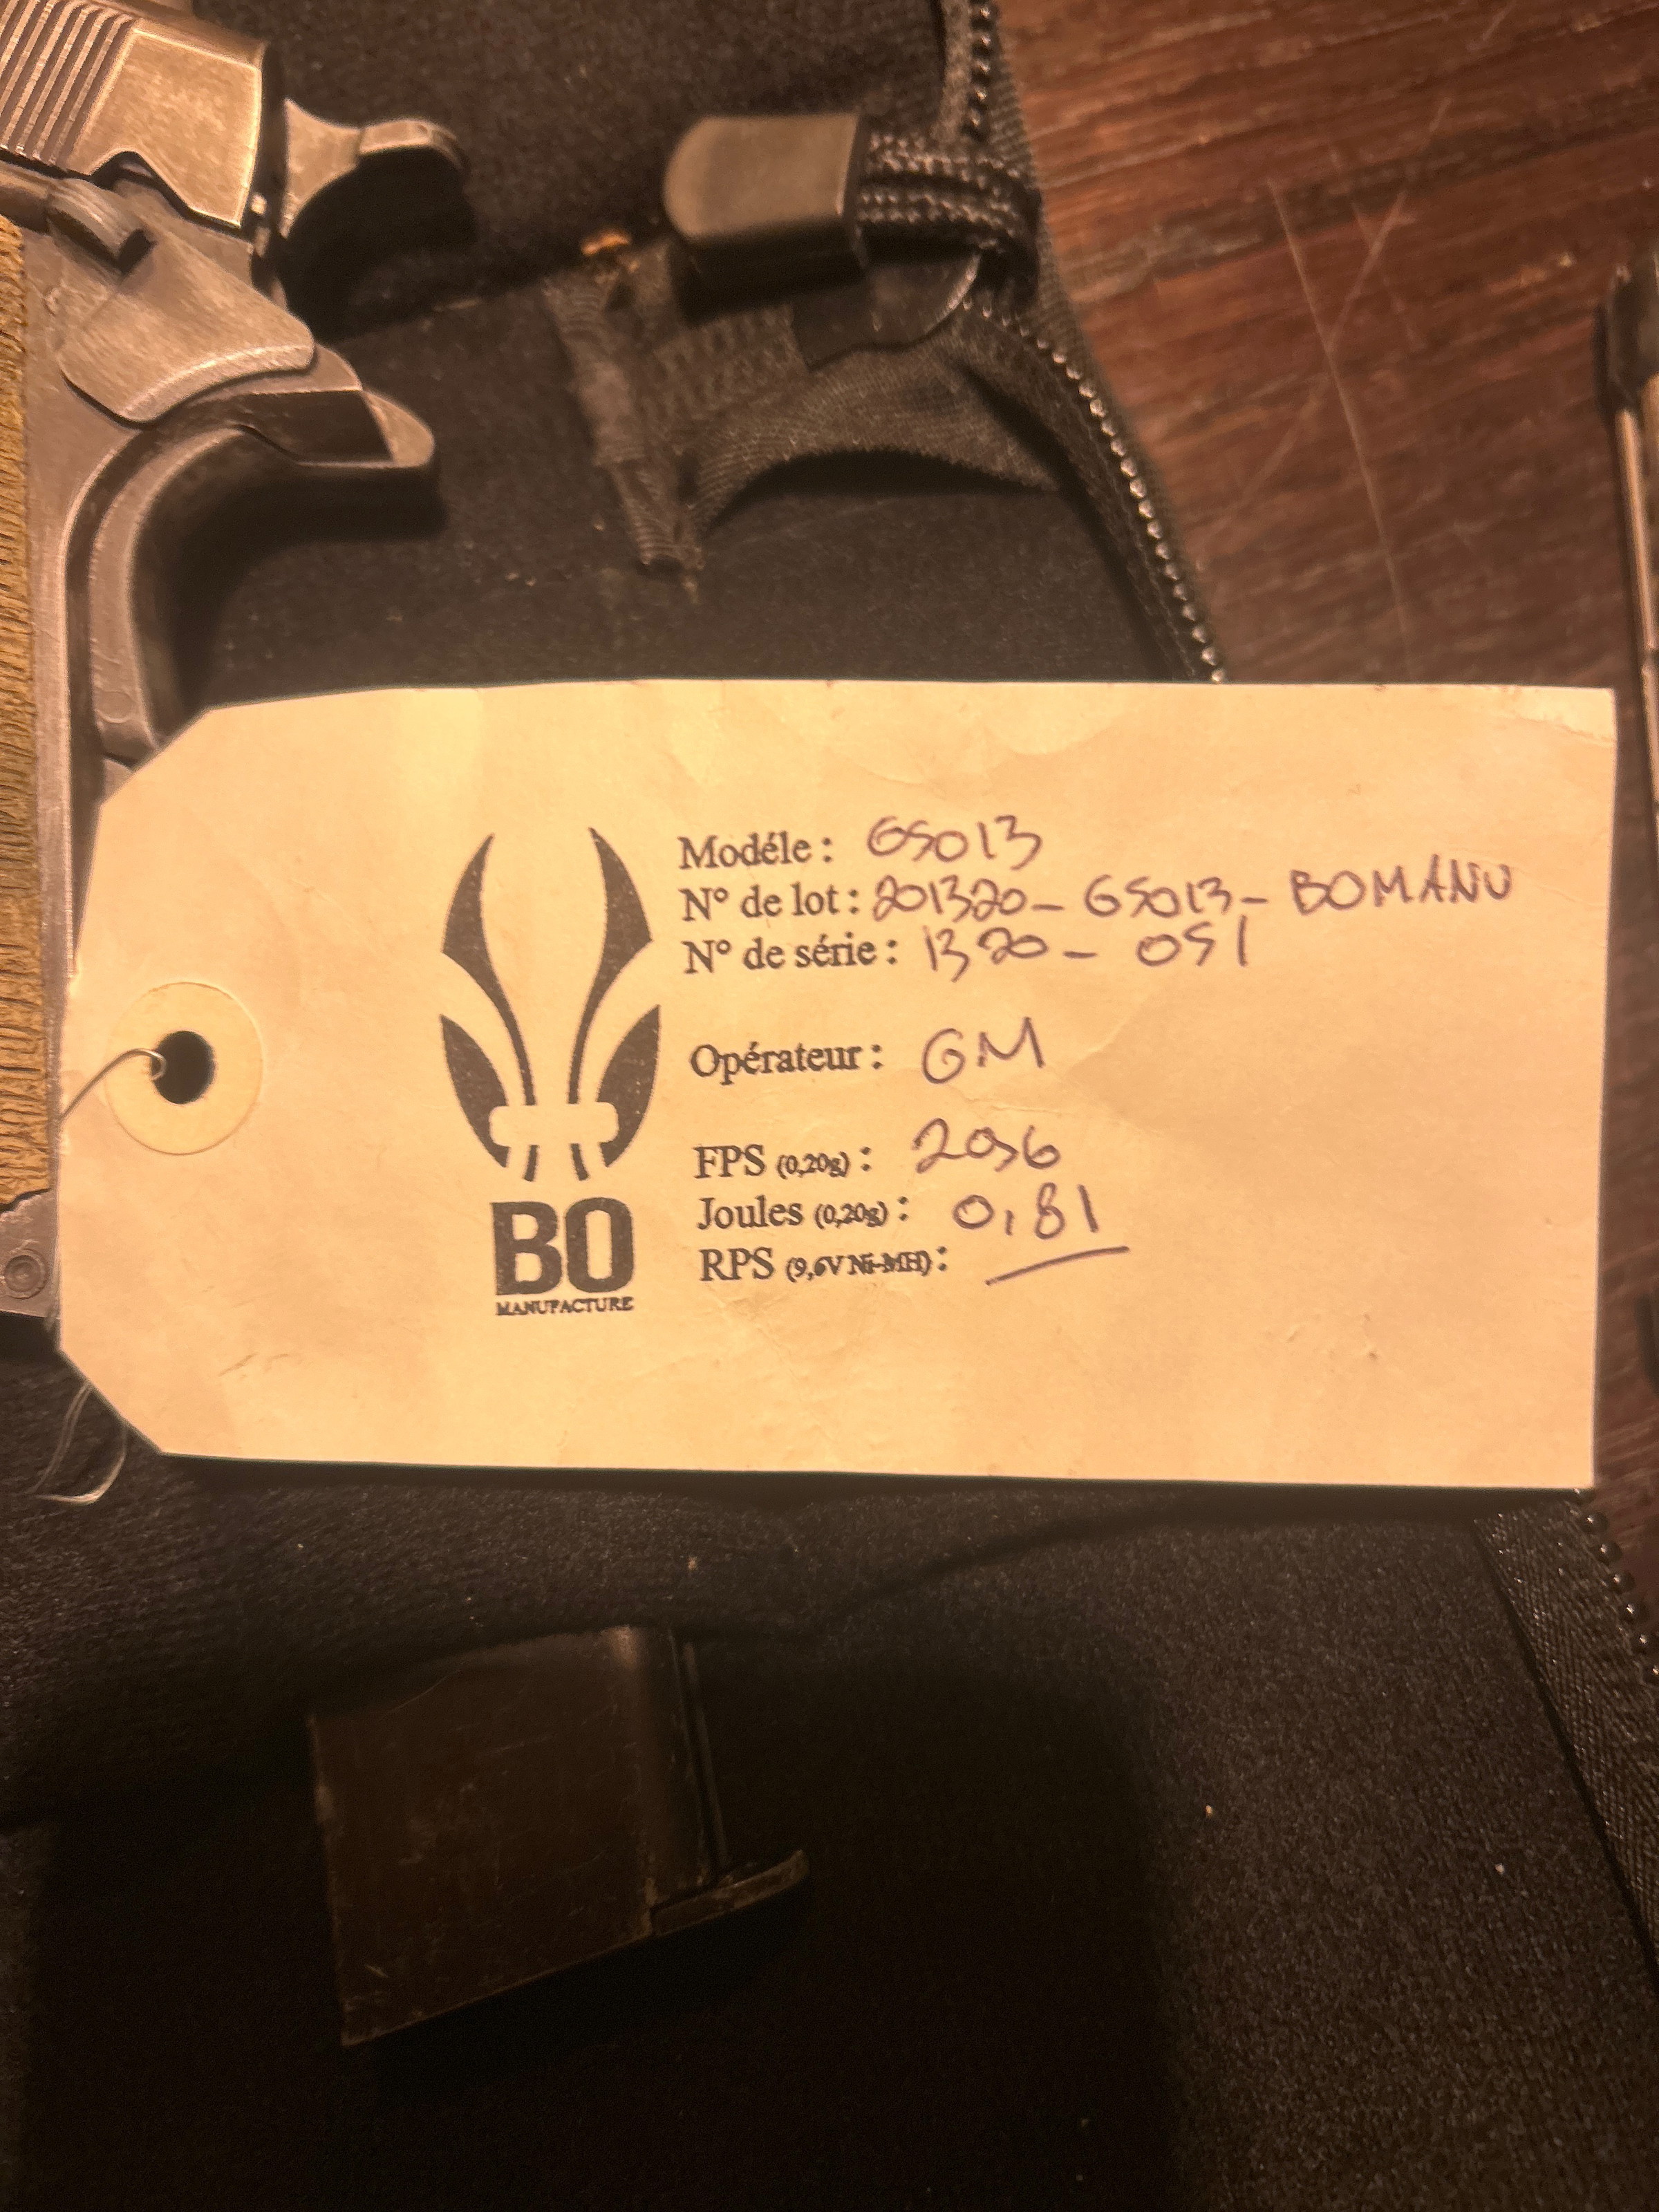 Modéle : GS013
N° de lot : 201320 - GS013 - BOMANU
N° de série : 1320 - 051
Opérateur : GM
FPS (0,20g) : 296
Joules (0,20g) : 0,81
RPS (9,6V Ni-MH) :
BO
MANUFACTURE